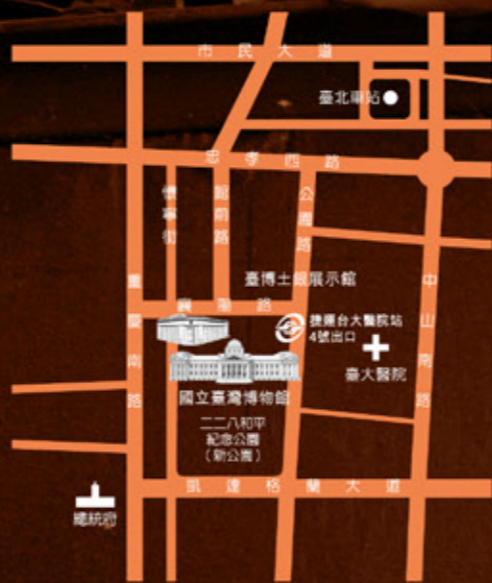 市民大道
臺北車站
忠孝西路
懷寧街
館前路
公園路
臺博土銀展示館
重慶南路
襄陽路
中山南路
捷運台大醫院站
4號出口
臺大醫院
國立臺灣博物館
二二八和平
紀念公園
（新公園）
凱達格蘭大道
總統府